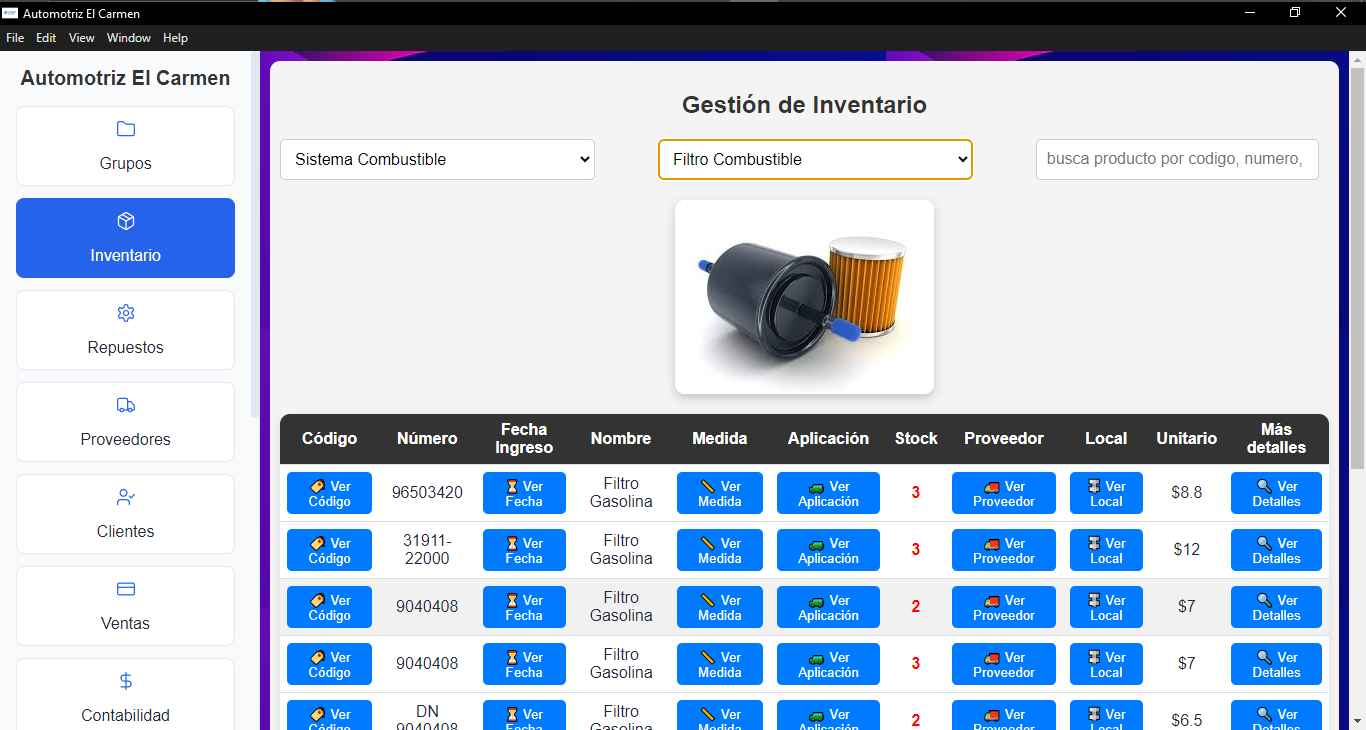 Automotriz El Carmen
File Edit View Window Help
Automotriz El Carmen
Grupos
Inventario
Repuestos
Proveedores
Clientes
Ventas
Contabilidad
Gestión de Inventario
Sistema Combustible
Filtro Combustible
busca producto por codigo, numero,
Código Número Fecha Ingreso Nombre Medida Aplicación Stock Proveedor Local Unitario Más detalles
Ver Código 96503420 Ver Fecha Filtro Gasolina Ver Medida Ver Aplicación 3 Ver Proveedor Ver Local $8.8 Ver Detalles
Ver Código 31911-22000 Ver Fecha Filtro Gasolina Ver Medida Ver Aplicación 3 Ver Proveedor Ver Local $12 Ver Detalles
Ver Código 9040408 Ver Fecha Filtro Gasolina Ver Medida Ver Aplicación 2 Ver Proveedor Ver Local $7 Ver Detalles
Ver Código 9040408 Ver Fecha Filtro Gasolina Ver Medida Ver Aplicación 3 Ver Proveedor Ver Local $7 Ver Detalles
Ver Código DN 9040408 Ver Fecha Filtro Gasolina Ver Medida Ver Aplicación 2 Ver Proveedor Ver Local $6.5 Ver Detalles